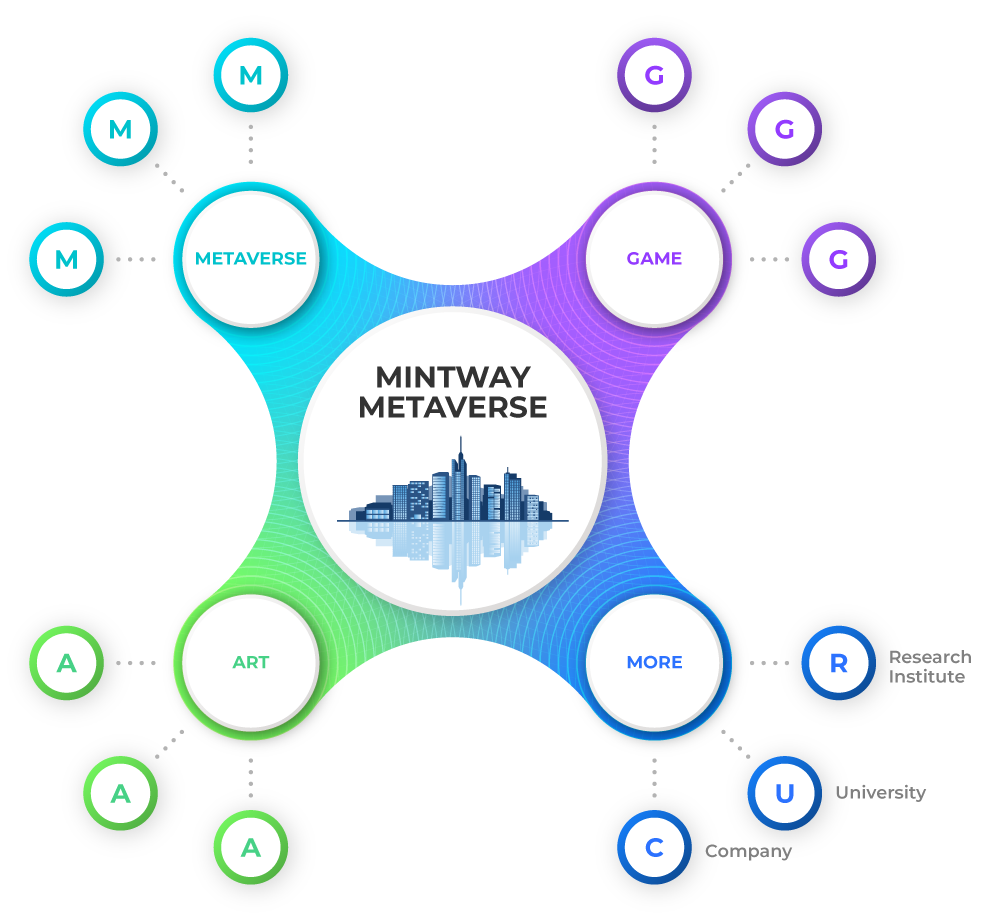 M
G
M
G
METAVERSE
GAME
M
G
MINTWAY
METAVERSE
A
ART
MORE
R
Research
Institute
A
U
University
A
C
Company